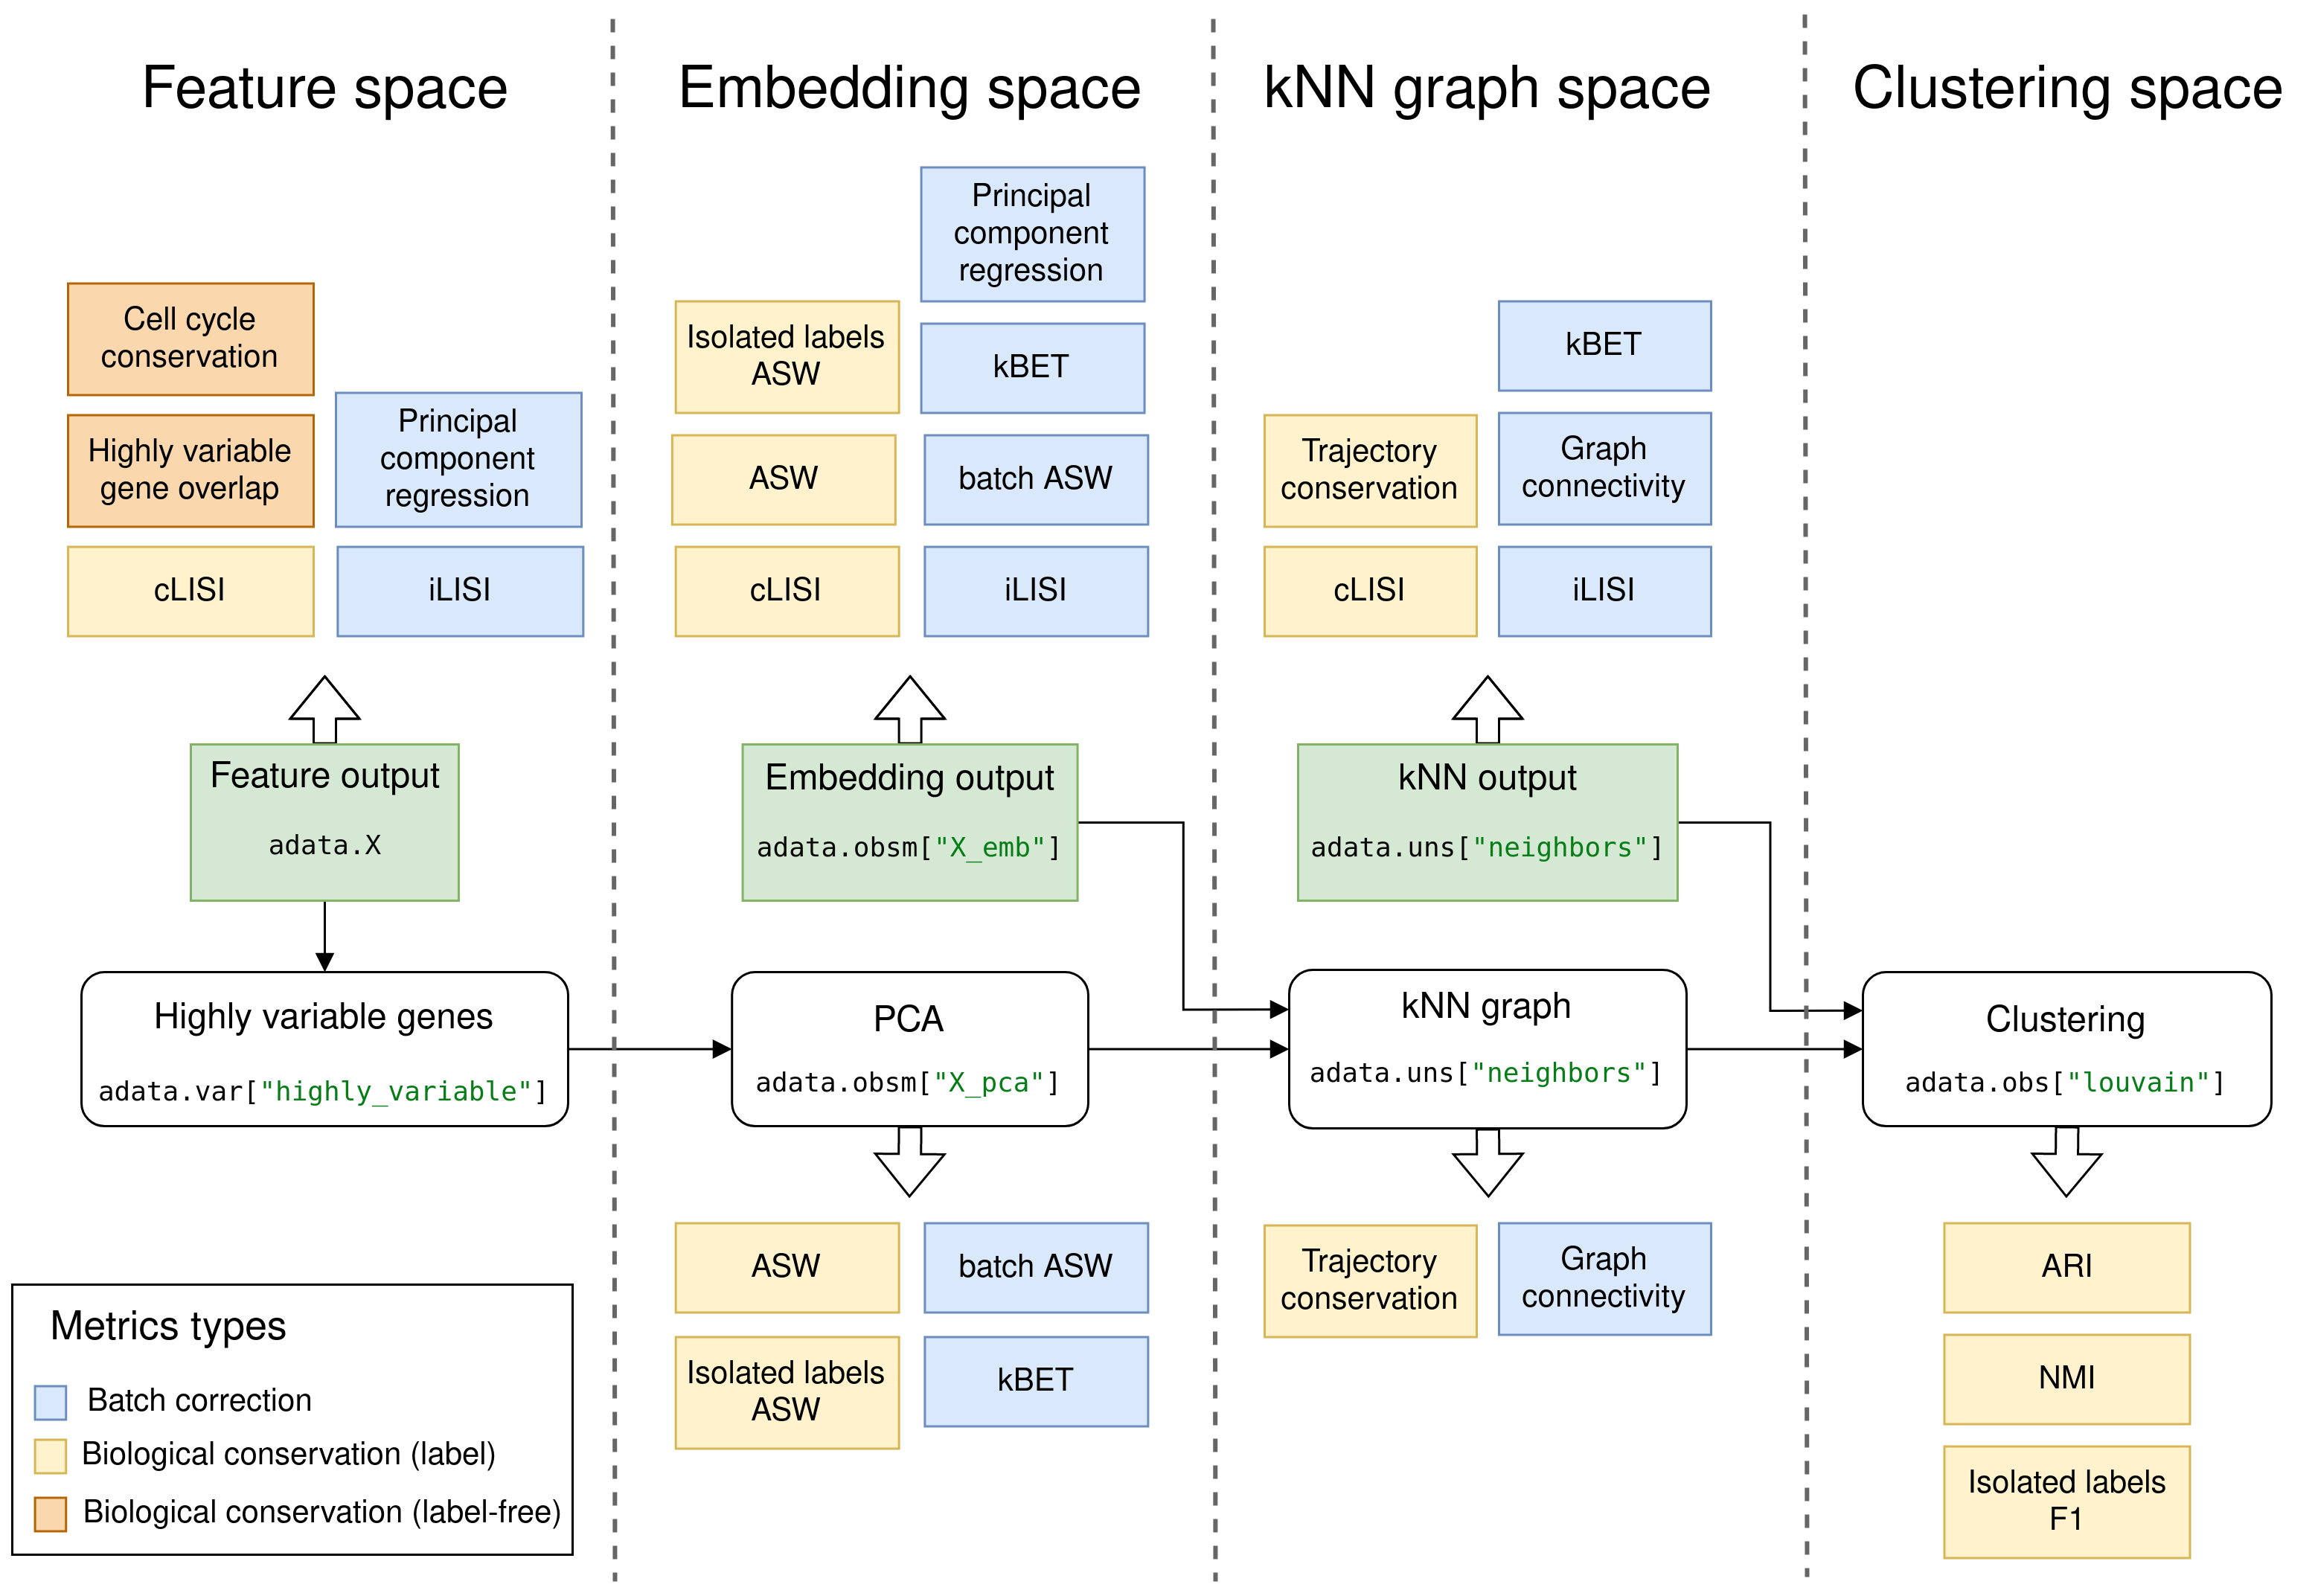 Feature space
Embedding space
kNN graph space
Clustering space
Cell cycle
conservation
Highly variable
gene overlap
cLISI
Principal
component
regression
iLISI
Feature output
adata.X
Highly variable genes
adata.var["highly_variable"]
Isolated labels
ASW
ASW
cLISI
Principal
component
regression
kBET
batch ASW
iLISI
Embedding output
adata.obsm["X_emb"]
PCA
adata.obsm["X_pca"]
ASW
Isolated labels
ASW
batch ASW
kBET
Trajectory
conservation
cLISI
kBET
Graph
connectivity
iLISI
kNN output
adata.uns["neighbors"]
kNN graph
adata.uns["neighbors"]
Trajectory
conservation
Graph
connectivity
Clustering
adata.obs["louvain"]
ARI
NMI
Isolated labels
F1
Metrics types
Batch correction
Biological conservation (label)
Biological conservation (label-free)